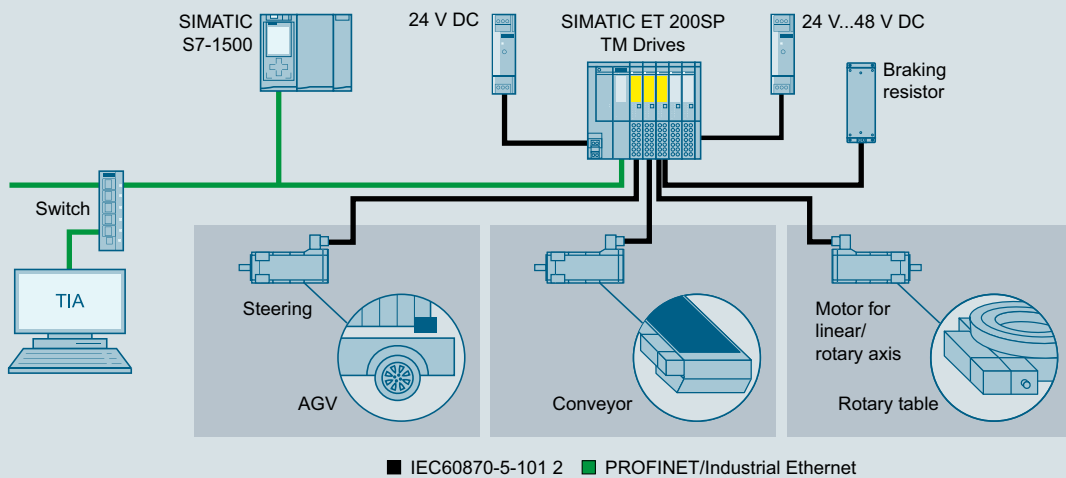 SIMATIC
S7-1500
24 V DC
SIMATIC ET 200SP
TM Drives
24 V...48 V DC
Braking
resistor
Switch
TIA
Steering
AGV
Conveyor
Motor for
linear/
rotary axis
Rotary table
IEC60870-5-101 2
PROFINET/Industrial Ethernet